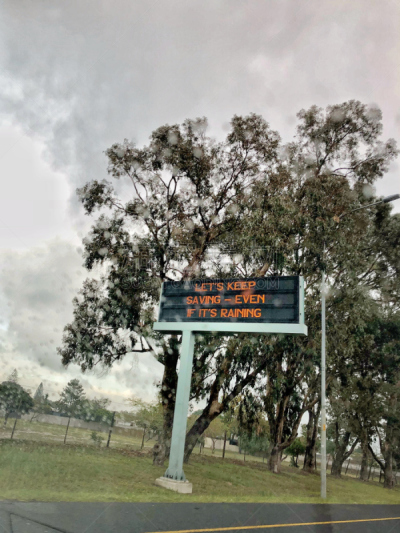 LET'S KEEP
SAVING – EVEN
IF IT'S RAINING